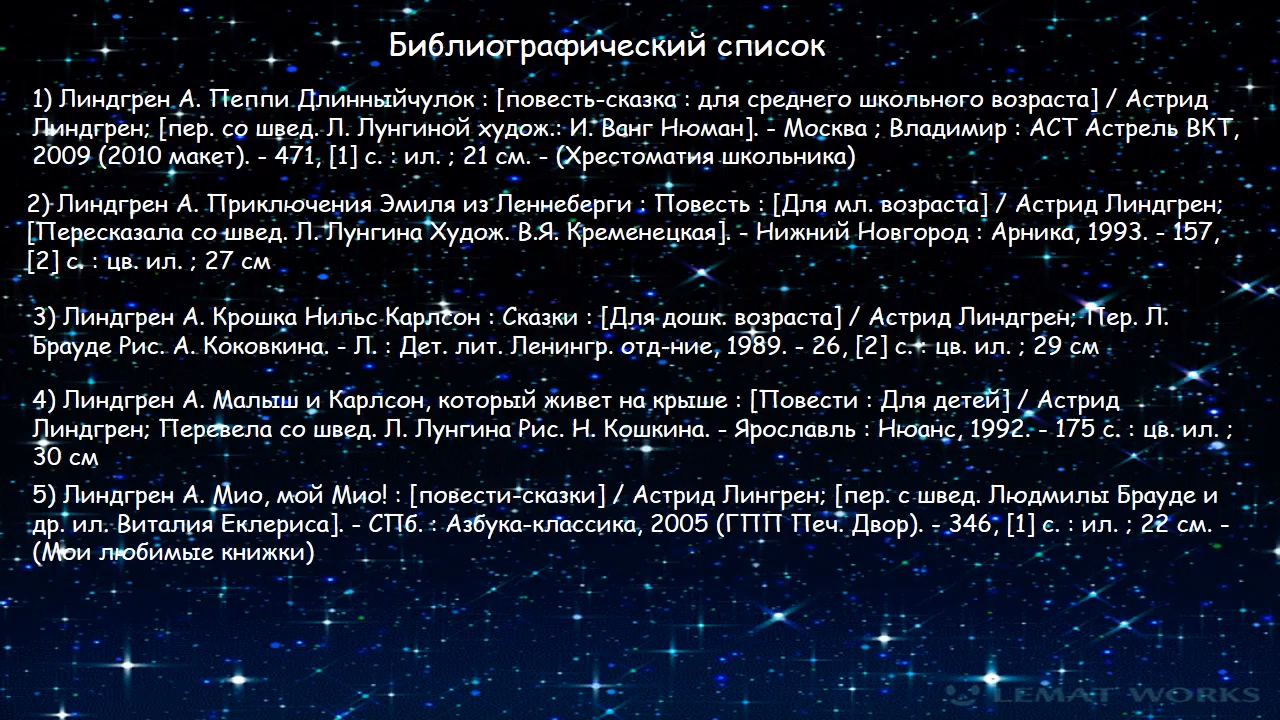 Библиографический список
1) Линдгрен А. Пеппи Длинныйчулок : [повесть-сказка : для среднего школьного возраста] / Астрид
Линдгрен; [пер. со швед. Л. Лунгиной худож.: И. Ванг Нюман]. - Москва ; Владимир : АСТ Астрель ВКТ,
2009 (2010 макет). - 471, [1] с. : ил. ; 21 см. - (Хрестоматия школьника)
2) Линдгрен А. Приключения Эмиля из Леннеберги : Повесть : [Для мл. возраста] / Астрид Линдгрен;
[Пересказала со швед. Л. Лунгина Худож. В.Я. Кременецкая]. - Нижний Новгород : Арника, 1993. - 157,
[2] с. : цв. ил. ; 27 см
3) Линдгрен А. Крошка Нильс Карлсон : Сказки : [Для дошк. возраста] / Астрид Линдгрен; Пер. Л.
Брауде Рис. А. Коковкина. - Л. : Дет. лит. Ленингр. отд-ние, 1989. - 26, [2] с. : цв. ил. ; 29 см
4) Линдгрен А. Малыш и Карлсон, который живет на крыше : [Повести : Для детей] / Астрид
Линдгрен; Перевела со швед. Л. Лунгина Рис. Н. Кошкина. - Ярославль : Нюанс, 1992. - 175 с. : цв. ил. ;
30 см
5) Линдгрен А. Мио, мой Мио! : [повести-сказки] / Астрид Лингрен; [пер. с швед. Людмилы Брауде и
др. ил. Виталия Еклериса]. - СПб. : Азбука-классика, 2005 (ГПП Печ. Двор). - 346, [1] с. : ил. ; 22 см. -
(Мои любимые книжки)
LEMAT WORKS